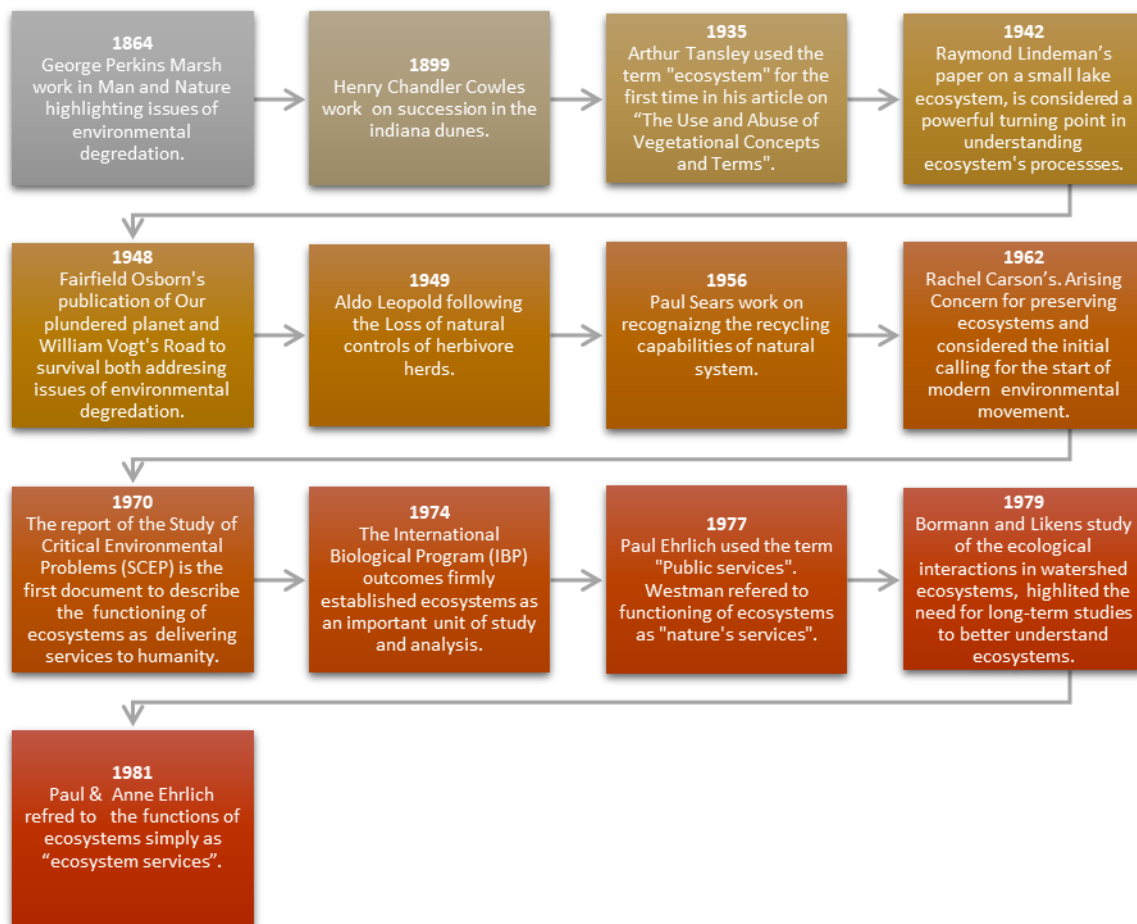 1864
George Perkins Marsh
work in Man and Nature
highlighting issues of
environmental
degredation.
1899
Henry Chandler Cowles
work on succession in the
indiana dunes.
1935
Arthur Tansley used the
term "ecosystem" for the
first time in his article on
“The Use and Abuse of
Vegetational Concepts
and Terms".
1942
Raymond Lindeman’s
paper on a small lake
ecosystem, is considered a
powerful turning point in
understanding
ecosystem's processses.
1948
Fairfield Osborn's
publication of Our
plundered planet and
William Vogt's Road to
survival both addresing
issues of environmental
degredation.
1949
Aldo Leopold following
the Loss of natural
controls of herbivore
herds.
1956
Paul Sears work on
recognaizng the recycling
capabilities of natural
system.
1962
Rachel Carson’s. Arising
Concern for preserving
ecosystems and
considered the initial
calling for the start of
modern environmental
movement.
1970
The report of the Study of
Critical Environmental
Problems (SCEP) is the
first document to describe
the functioning of
ecosystems as delivering
services to humanity.
1974
The International
Biological Program (IBP)
outcomes firmly
established ecosystems as
an important unit of study
and analysis.
1977
Paul Ehrlich used the term
"Public services".
Westman refered to
functioning of ecosystems
as "nature's services".
1979
Bormann and Likens study
of the ecological
interactions in watershed
ecosystems, highlited the
need for long-term studies
to better understand
ecosystems.
1981
Paul & Anne Ehrlich
refred to the functions of
ecosystems simply as
“ecosystem services”.